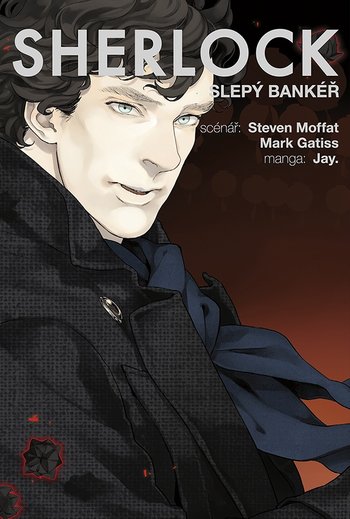 SHERLOCK
SLEPÝ BANKÉŘ
scénář: Steven Moffat
Mark Gatiss
manga: Jay.